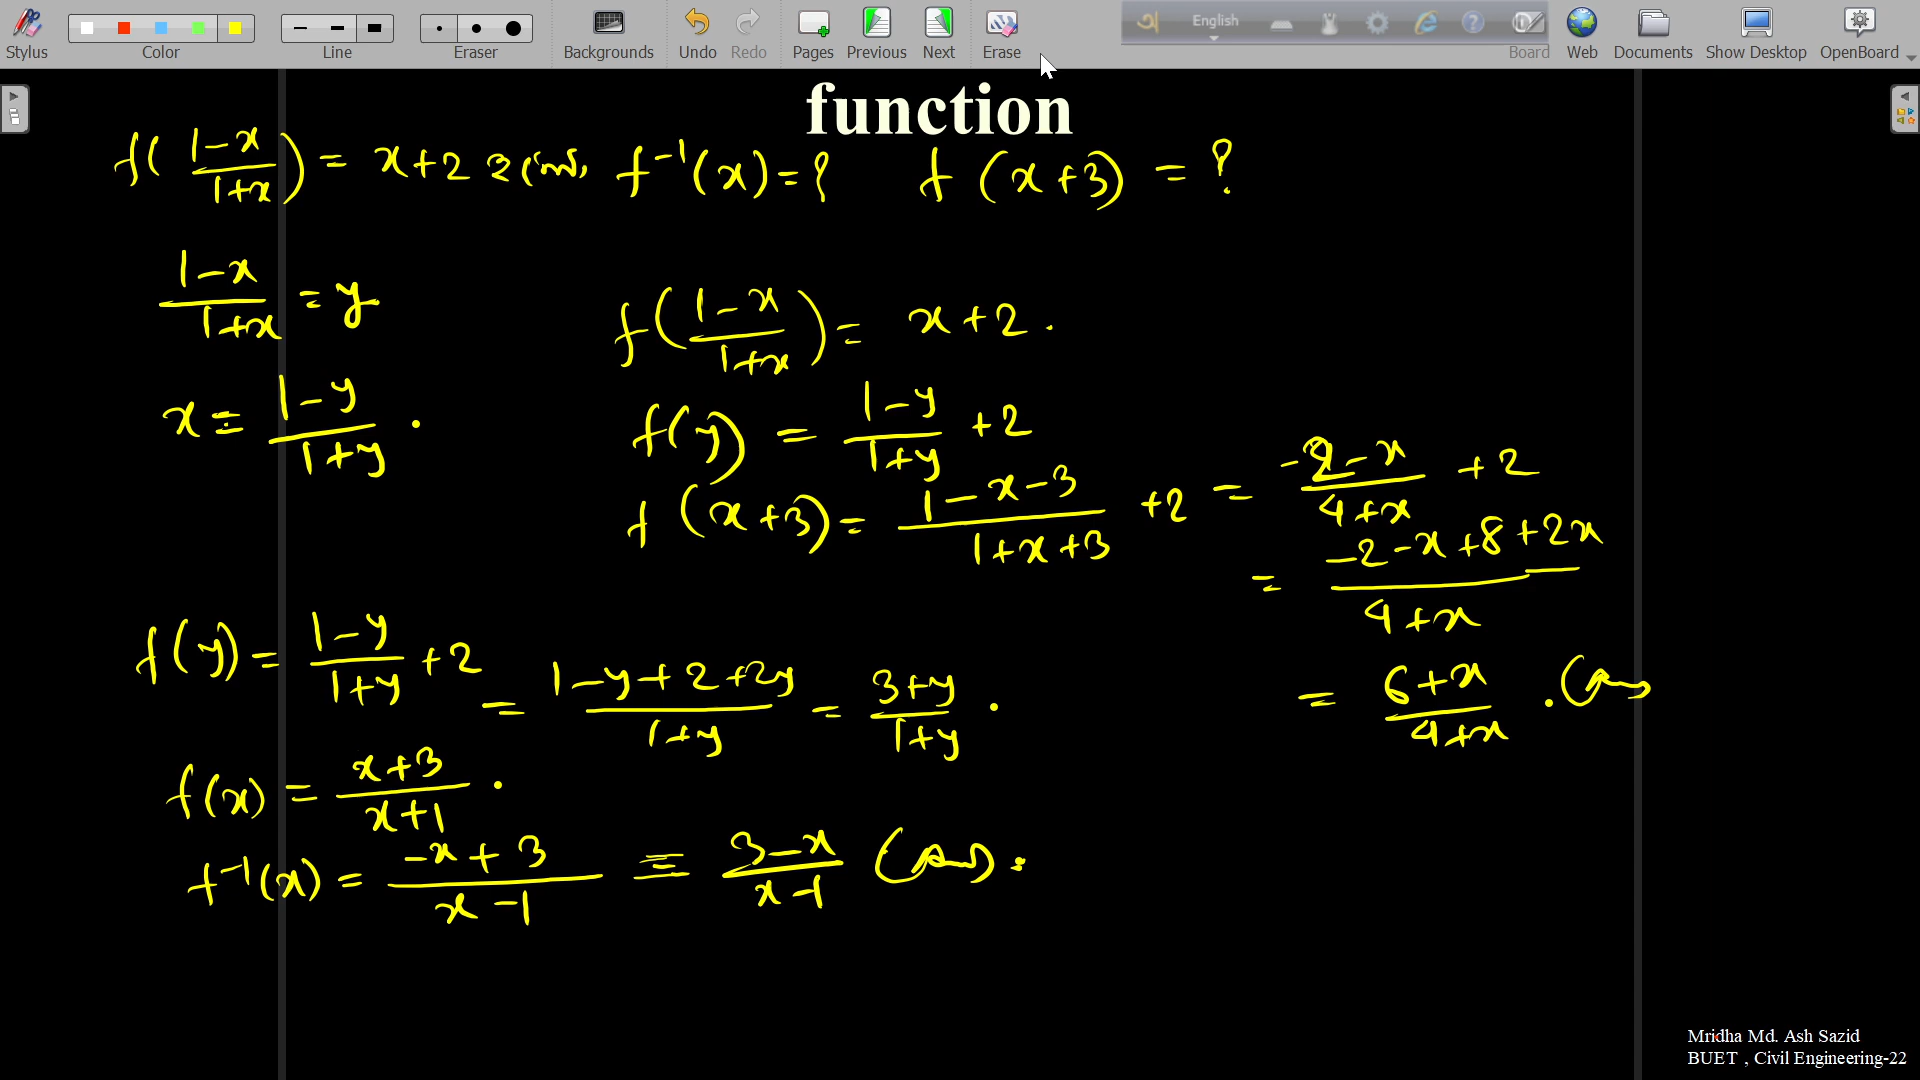 Stylus Color Line Eraser Backgrounds Undo Redo Pages Previous Next Erase English Board Web Documents Show Desktop OpenBoard
function
f((1-x)/(1+x)) = x+2 হলে, f⁻¹(x)=? f(x+3) = ?
(1-x)/(1+x) = y
x = (1-y)/(1+y) .
f((1-x)/(1+x)) = x+2 .
f(y) = (1-y)/(1+y) +2
f(x+3) = (1-x-3)/(1+x+3) +2 = (-2-x)/(4+x) +2
= (-2-x+8+2x)/(4+x)
= (6+x)/(4+x) . (Ans
f(y) = (1-y)/(1+y) +2 = (1-y+2+2y)/(1+y) = (3+y)/(1+y) .
f(x) = (x+3)/(x+1) .
f⁻¹(x) = (-x+3)/(x-1) = (3-x)/(x-1) (Ans) .
Mridha Md. Ash Sazid
BUET , Civil Engineering-22